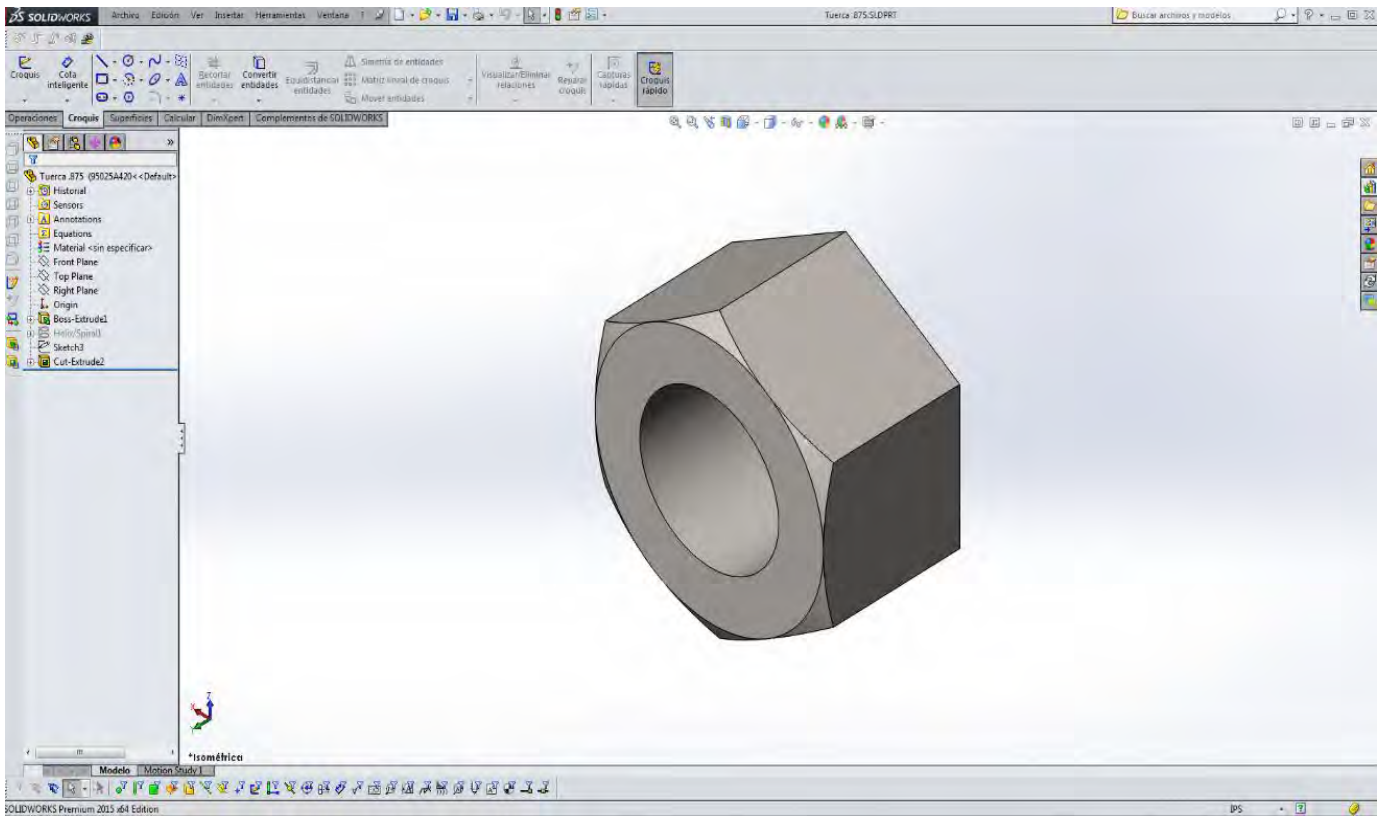 SOLIDWORKS Archivo Edición Ver Insertar Herramientas Ventana ? Tuerca .875.SLDPRT Buscar archivos y modelos
Croquis
Cota inteligente
Recortar entidades
Convertir entidades
Equidistanciar entidades
Simetría de entidades
Matriz lineal de croquis
Mover entidades
Visualizar/Eliminar relaciones
Reparar croquis
Capturas rápidas
Croquis rápido
Operaciones Croquis Superficies Calcular DimXpert Complementos de SOLIDWORKS
Tuerca .875 (95025A420<<Default>
Historial
Sensors
Annotations
Equations
Material <sin especificar>
Front Plane
Top Plane
Right Plane
Origin
Boss-Extrude1
Helix/Spiral1
Sketch3
Cut-Extrude2
Z
X
Y
*Isométrica
Modelo Motion Study 1
SOLIDWORKS Premium 2015 x64 Edition IPS